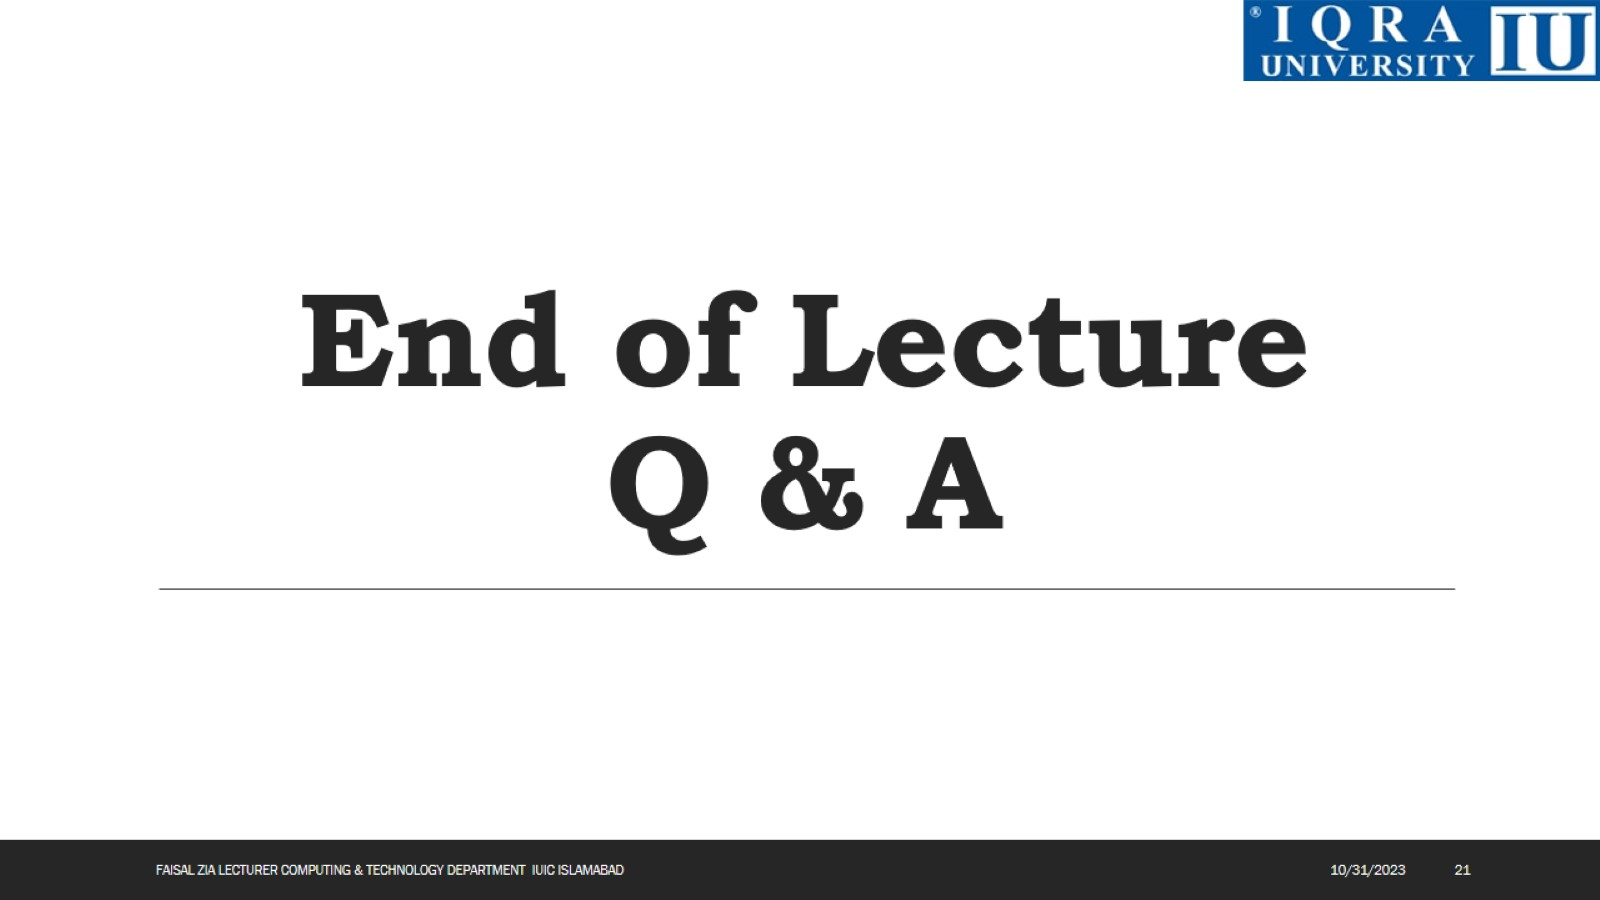 ® IQRA
UNIVERSITY
IU
End of Lecture
Q & A
FAISAL ZIA LECTURER COMPUTING & TECHNOLOGY DEPARTMENT IUIC ISLAMABAD
10/31/2023
21